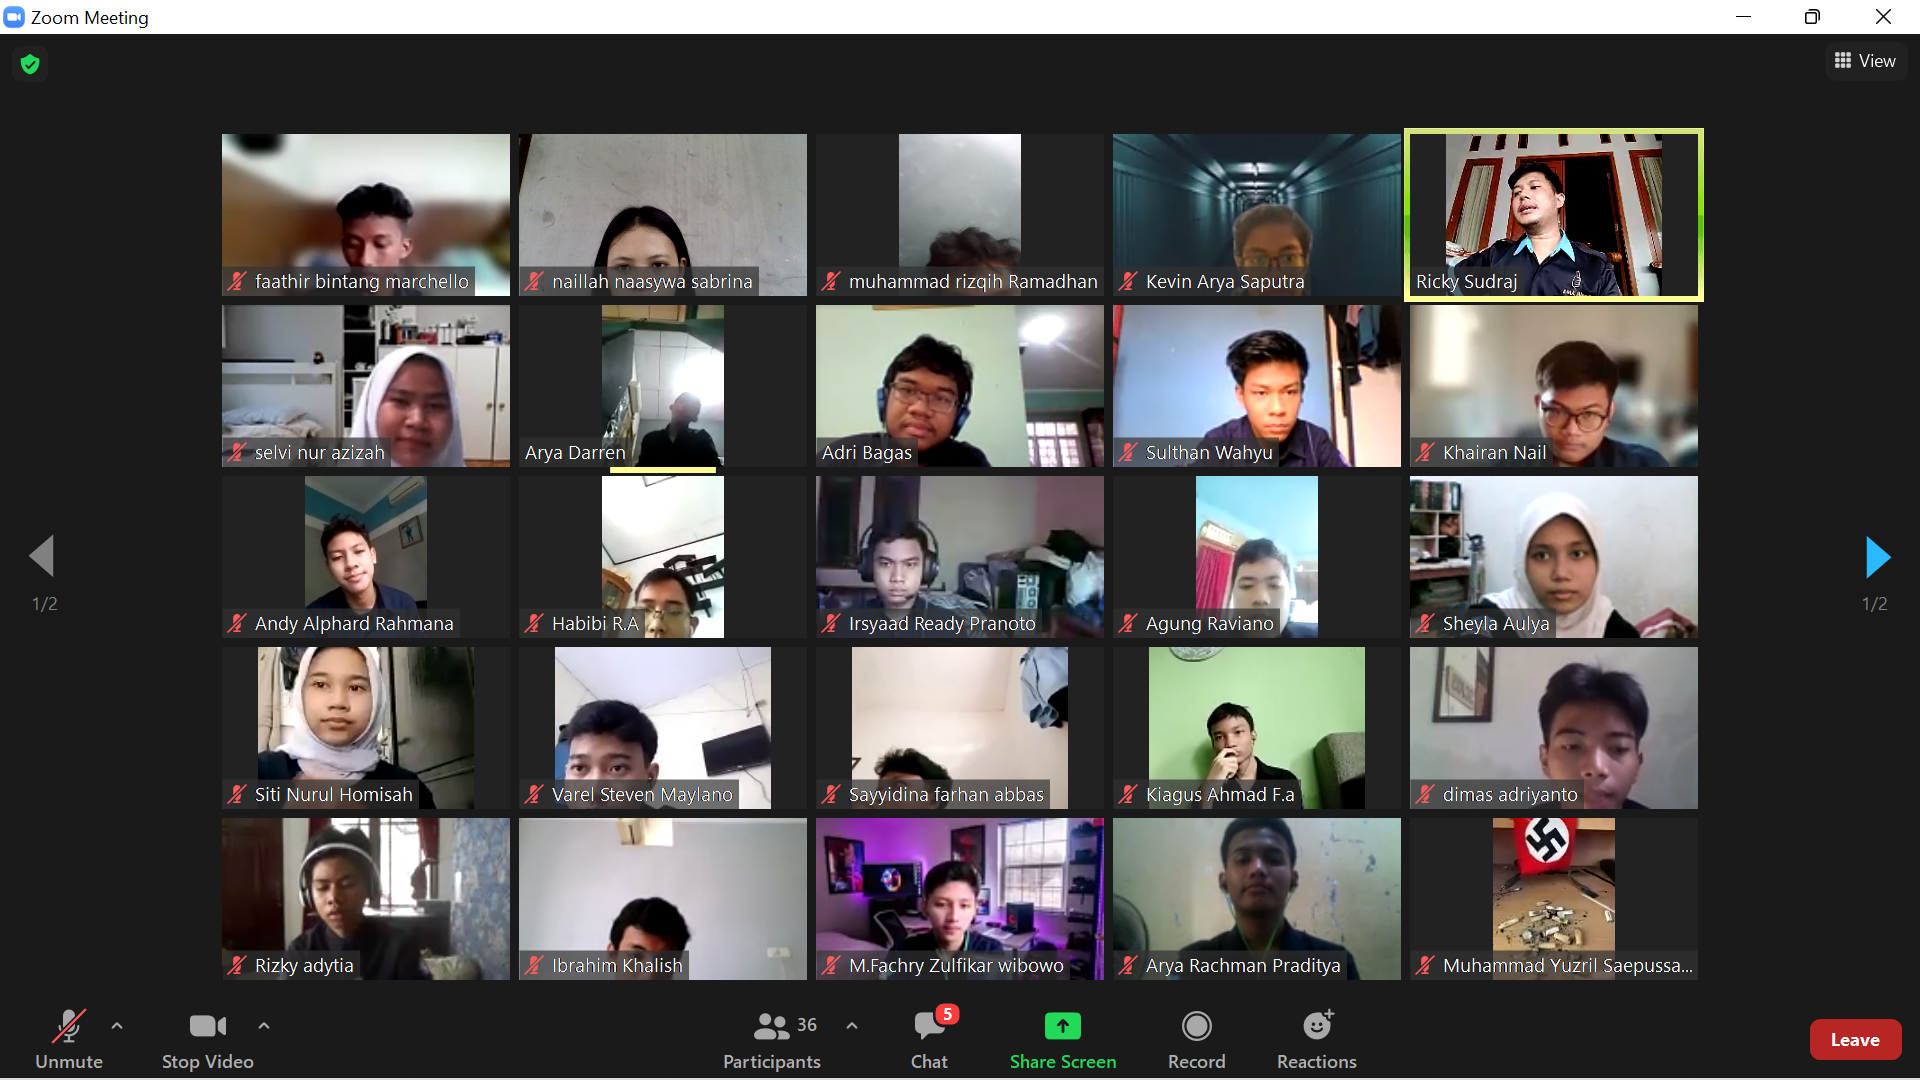 Zoom Meeting
View
faathir bintang marchello
naillah naasywa sabrina
muhammad rizqih Ramadhan
Kevin Arya Saputra
Ricky Sudraj
selvi nur azizah
Arya Darren
Adri Bagas
Sulthan Wahyu
Khairan Nail
1/2
1/2
Andy Alphard Rahmana
Habibi R.A
Irsyaad Ready Pranoto
Agung Raviano
Sheyla Aulya
Siti Nurul Homisah
Varel Steven Maylano
Sayyidina farhan abbas
Kiagus Ahmad F.a
dimas adriyanto
Rizky adytia
Ibrahim Khalish
M.Fachry Zulfikar wibowo
Arya Rachman Praditya
Muhammad Yuzril Saepussa...
Unmute
Stop Video
36
Participants
5
Chat
Share Screen
Record
Reactions
Leave